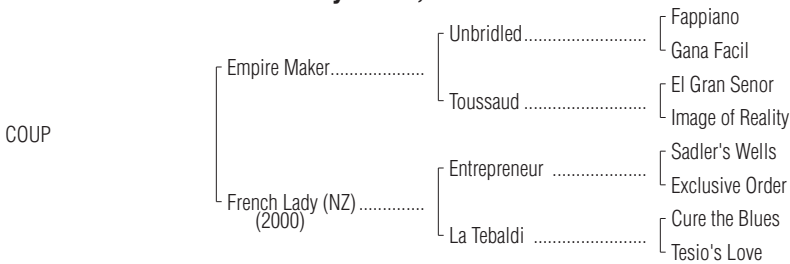 Fappiano
Unbridled
Gana Facil
Empire Maker
El Gran Senor
Toussaud
Image of Reality
COUP
Sadler's Wells
Entrepreneur
Exclusive Order
French Lady (NZ)
(2000)
Cure the Blues
La Tebaldi
Tesio's Love